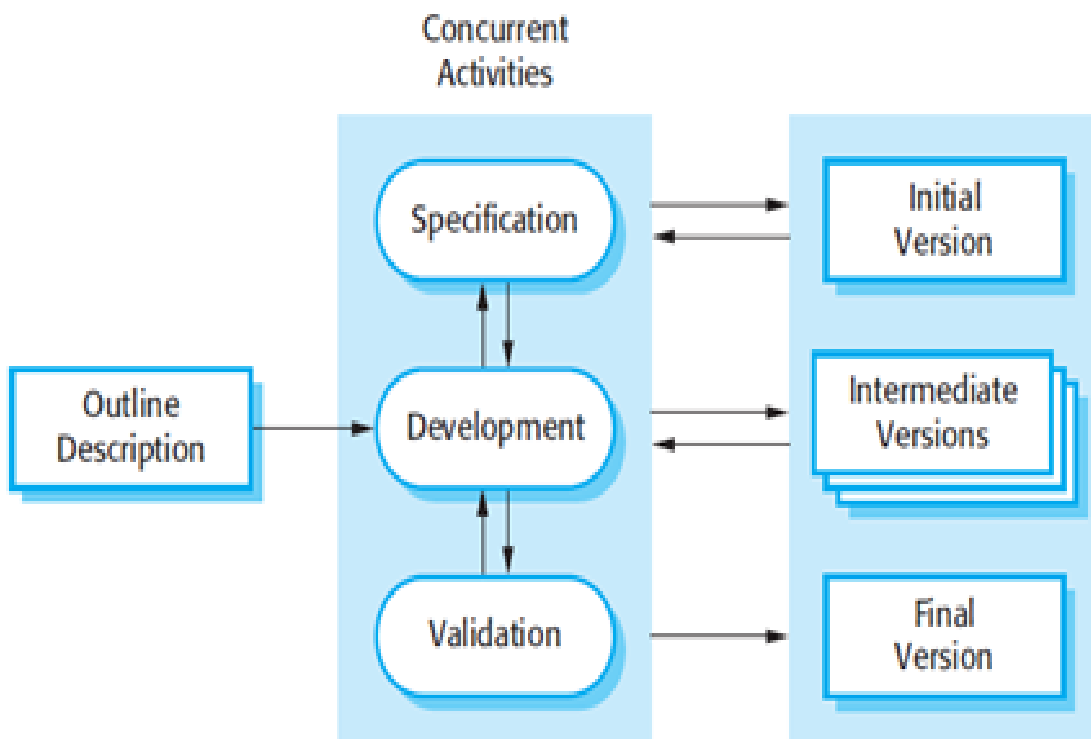 Concurrent
Activities
Specification
Initial
Version
Outline
Description
Development
Intermediate
Versions
Validation
Final
Version